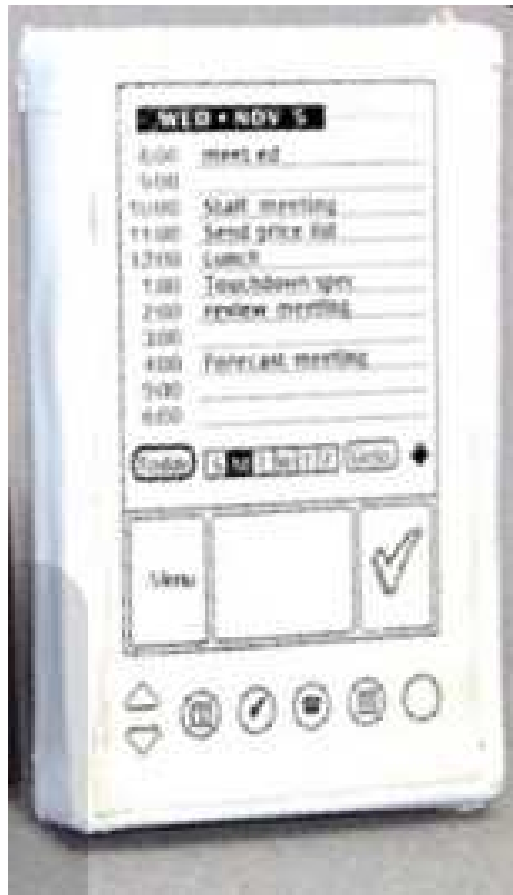 WED • NOV 5
8:00 meet ed
9:00
10:00 Staff meeting
11:00 Send price list
12:00 Lunch
1:00 Touchdown spec
2:00 review meeting
3:00
4:00 Forecast meeting
5:00
6:00
Today
Menu